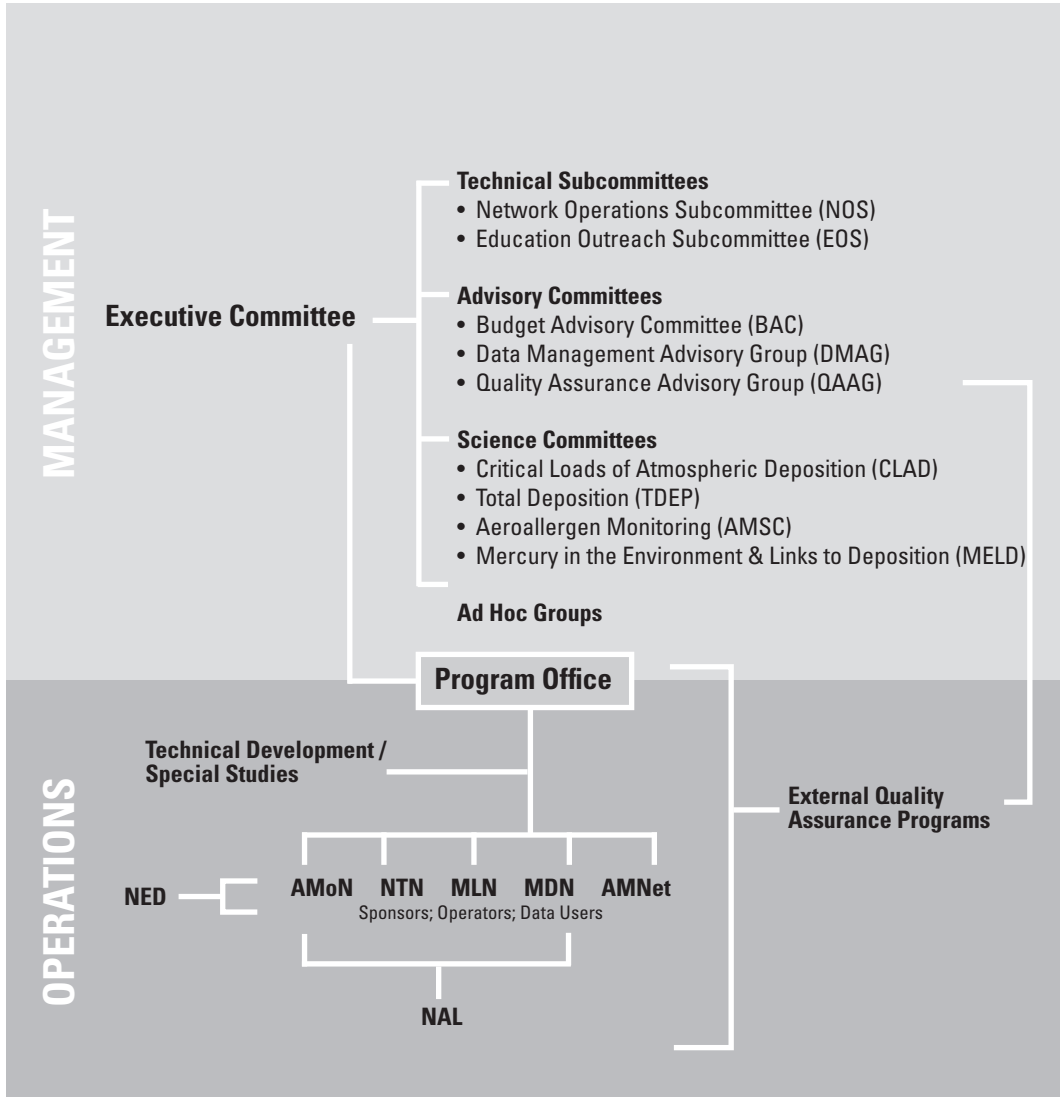 MANAGEMENT
Executive Committee
Technical Subcommittees
• Network Operations Subcommittee (NOS)
• Education Outreach Subcommittee (EOS)
Advisory Committees
• Budget Advisory Committee (BAC)
• Data Management Advisory Group (DMAG)
• Quality Assurance Advisory Group (QAAG)
Science Committees
• Critical Loads of Atmospheric Deposition (CLAD)
• Total Deposition (TDEP)
• Aeroallergen Monitoring (AMSC)
• Mercury in the Environment & Links to Deposition (MELD)
Ad Hoc Groups
Program Office
OPERATIONS
Technical Development /
Special Studies
External Quality
Assurance Programs
NED
AMoN NTN MLN MDN AMNet
Sponsors; Operators; Data Users
NAL